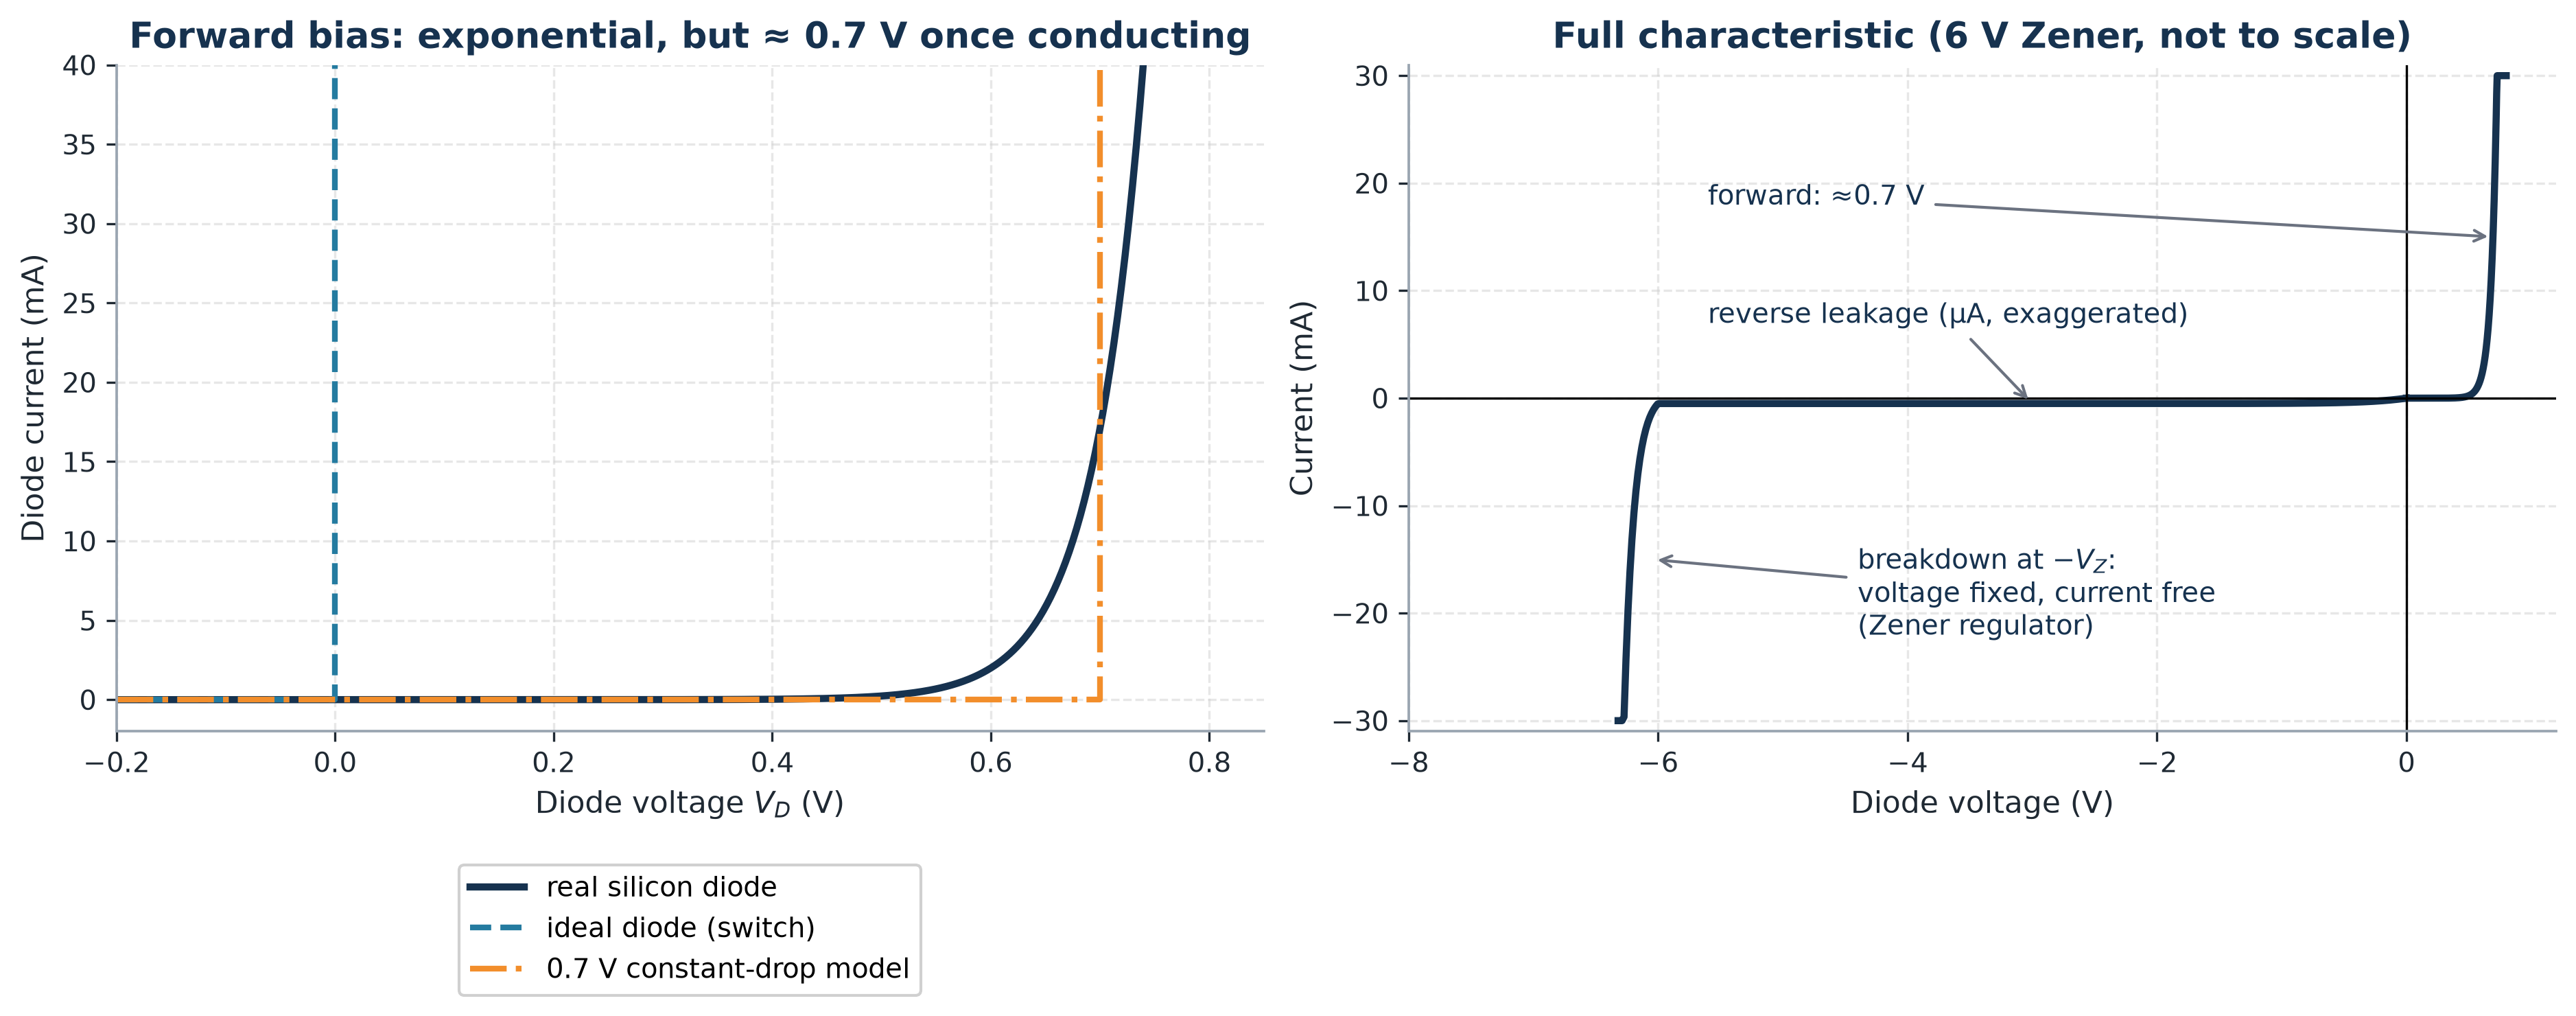 Forward bias: exponential, but ≈ 0.7 V once conducting
40
35
30
25
20
15
10
5
0
Diode current (mA)
−0.2
0.0
0.2
0.4
0.6
0.8
Diode voltage V_D (V)
real silicon diode
ideal diode (switch)
0.7 V constant-drop model
Full characteristic (6 V Zener, not to scale)
30
20
10
0
−10
−20
−30
Current (mA)
forward: ≈0.7 V
reverse leakage (µA, exaggerated)
breakdown at −V_Z:
voltage fixed, current free
(Zener regulator)
−8
−6
−4
−2
0
Diode voltage (V)